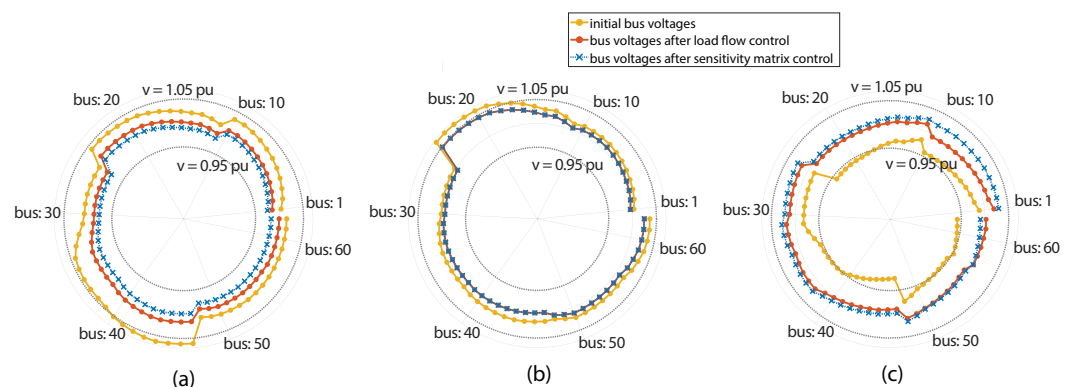 initial bus voltages
bus voltages after load flow control
bus voltages after sensitivity matrix control
v = 1.05 pu
bus: 20
bus: 10
v = 0.95 pu
bus: 1
bus: 30
bus: 60
bus: 40
bus: 50
(a)
v = 1.05 pu
bus: 20
bus: 10
v = 0.95 pu
bus: 1
bus: 30
bus: 60
bus: 40
bus: 50
(b)
v = 1.05 pu
bus: 20
bus: 10
v = 0.95 pu
bus: 1
bus: 30
bus: 60
bus: 40
bus: 50
(c)